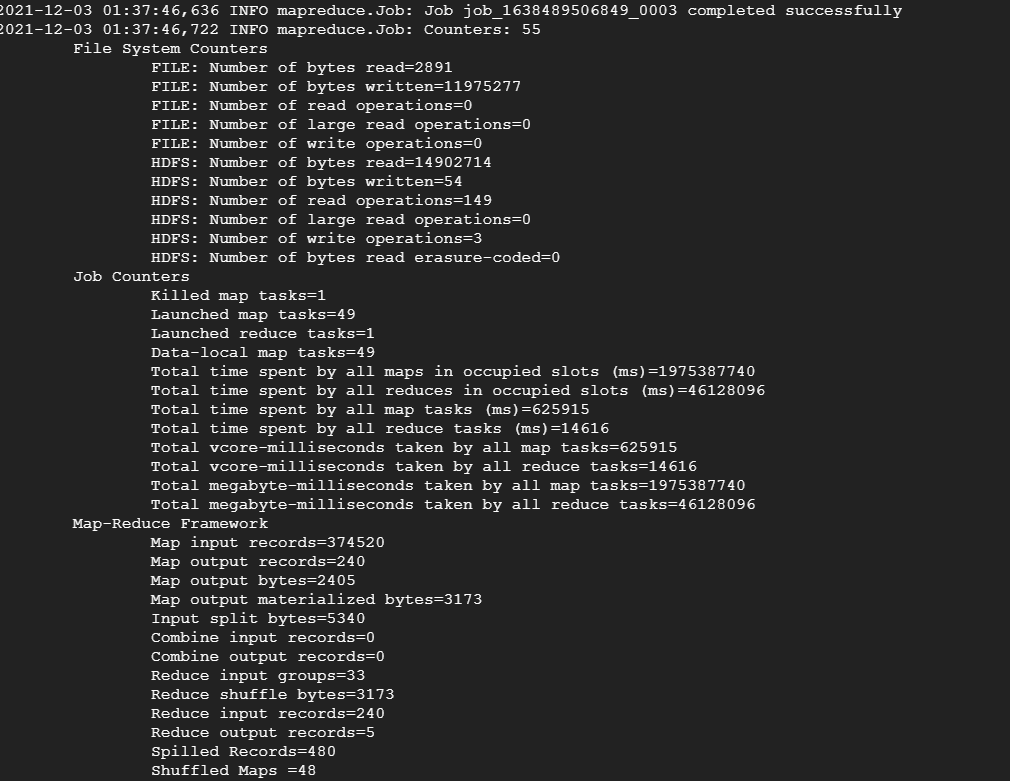 2021-12-03 01:37:46,636 INFO mapreduce.Job: Job job_1638489506849_0003 completed successfully
2021-12-03 01:37:46,722 INFO mapreduce.Job: Counters: 55
File System Counters
FILE: Number of bytes read=2891
FILE: Number of bytes written=11975277
FILE: Number of read operations=0
FILE: Number of large read operations=0
FILE: Number of write operations=0
HDFS: Number of bytes read=14902714
HDFS: Number of bytes written=54
HDFS: Number of read operations=149
HDFS: Number of large read operations=0
HDFS: Number of write operations=3
HDFS: Number of bytes read erasure-coded=0
Job Counters
Killed map tasks=1
Launched map tasks=49
Launched reduce tasks=1
Data-local map tasks=49
Total time spent by all maps in occupied slots (ms)=1975387740
Total time spent by all reduces in occupied slots (ms)=46128096
Total time spent by all map tasks (ms)=625915
Total time spent by all reduce tasks (ms)=14616
Total vcore-milliseconds taken by all map tasks=625915
Total vcore-milliseconds taken by all reduce tasks=14616
Total megabyte-milliseconds taken by all map tasks=1975387740
Total megabyte-milliseconds taken by all reduce tasks=46128096
Map-Reduce Framework
Map input records=374520
Map output records=240
Map output bytes=2405
Map output materialized bytes=3173
Input split bytes=5340
Combine input records=0
Combine output records=0
Reduce input groups=33
Reduce shuffle bytes=3173
Reduce input records=240
Reduce output records=5
Spilled Records=480
Shuffled Maps =48